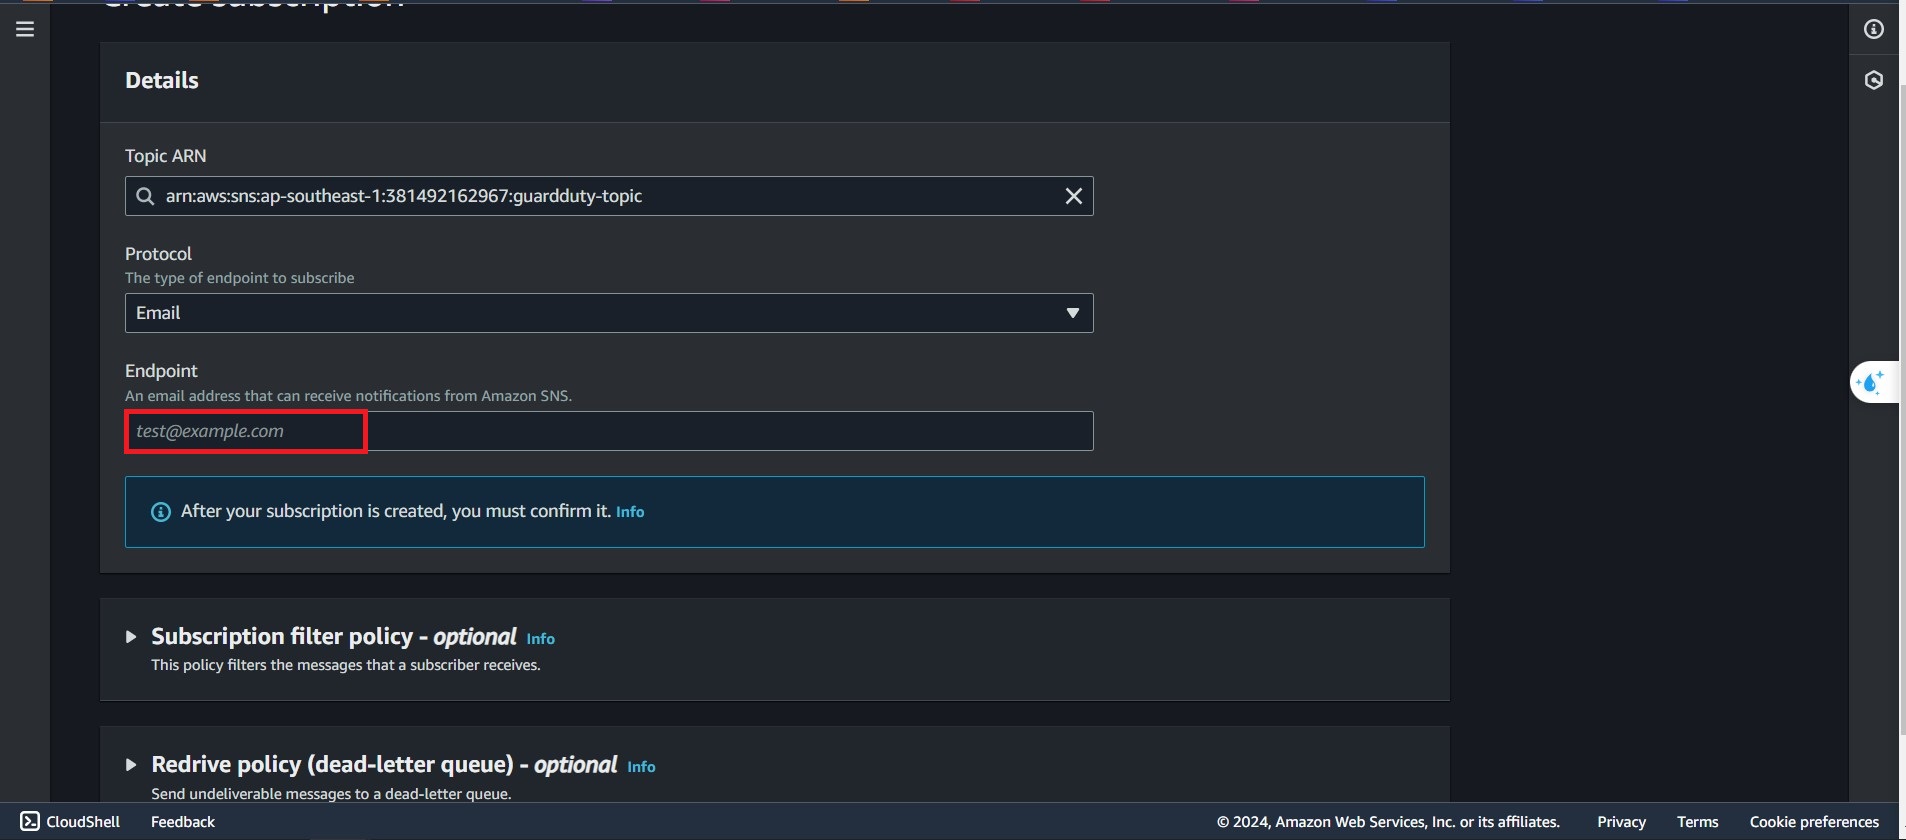 Create subscription
Details
Topic ARN
arn:aws:sns:ap-southeast-1:381492162967:guardduty-topic
Protocol
The type of endpoint to subscribe
Email
Endpoint
An email address that can receive notifications from Amazon SNS.
test@example.com
After your subscription is created, you must confirm it. Info
Subscription filter policy - optional Info
This policy filters the messages that a subscriber receives.
Redrive policy (dead-letter queue) - optional Info
Send undeliverable messages to a dead-letter queue.
CloudShell Feedback © 2024, Amazon Web Services, Inc. or its affiliates. Privacy Terms Cookie preferences